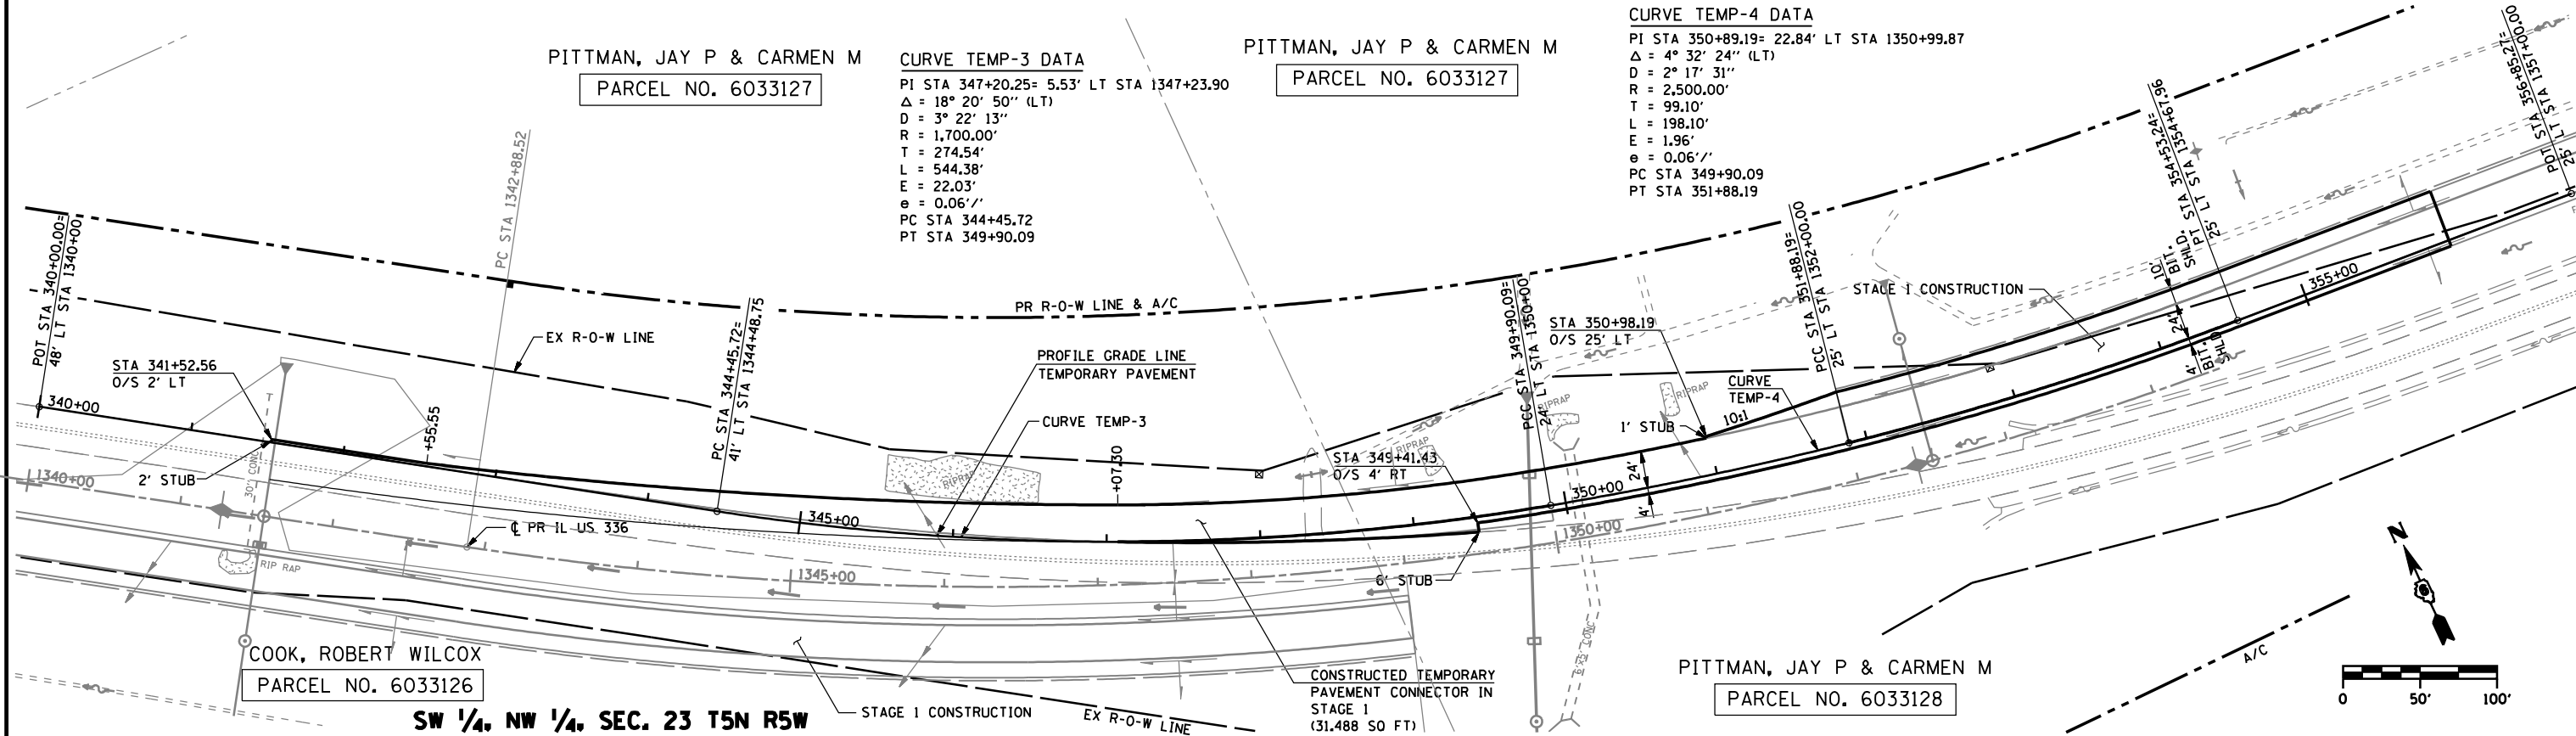 PITTMAN, JAY P & CARMEN M
PARCEL NO. 6033127
CURVE TEMP-3 DATA
PI STA 347+20.25= 5.53' LT STA 1347+23.90
Δ = 18° 20' 50'' (LT)
D = 3° 22' 13''
R = 1,700.00'
T = 274.54'
L = 544.38'
E = 22.03'
e = 0.06'/'
PC STA 344+45.72
PT STA 349+90.09
PITTMAN, JAY P & CARMEN M
PARCEL NO. 6033127
CURVE TEMP-4 DATA
PI STA 350+89.19= 22.84' LT STA 1350+99.87
Δ = 4° 32' 24'' (LT)
D = 2° 17' 31''
R = 2,500.00'
T = 99.10'
L = 198.10'
E = 1.96'
e = 0.06'/'
PC STA 349+90.09
PT STA 351+88.19
POT STA 340+00.00=
48' LT STA 1340+00
PC STA 1342+88.52
PC STA 344+45.72=
41' LT STA 1344+48.75
PCC STA 349+90.09=
24' LT STA 1350+00
PCC STA 351+88.19=
25' LT STA 1352+00.00
SHLD. STA 354+53.24=
PT STA 1354+67.96
25' LT
POT STA 356+85.27=
25' LT STA 1357+00.00
PR R-O-W LINE & A/C
EX R-O-W LINE
STA 341+52.56
O/S 2' LT
340+00
+55.55
2' STUB
30" CONC
T
1340+00
PROFILE GRADE LINE
TEMPORARY PAVEMENT
CURVE TEMP-3
RIPRAP
+07.30
345+00
℄ PR IL US 336
1345+00
RIP RAP
STA 349+41.43
O/S 4' RT
RIPRAP
RIPRAP
RIPRAP
STA 350+98.19
O/S 25' LT
1' STUB
10:1
CURVE
TEMP-4
STAGE 1 CONSTRUCTION
10'
BIT.
24'
4'
BIT.
SHLD
355+00
350+00
24'
4'
1350+00
6' STUB
6'X5' CONC
COOK, ROBERT WILCOX
PARCEL NO. 6033126
SW 1/4, NW 1/4, SEC. 23 T5N R5W
STAGE 1 CONSTRUCTION
EX R-O-W LINE
CONSTRUCTED TEMPORARY
PAVEMENT CONNECTOR IN
STAGE 1
(31,488 SQ FT)
PITTMAN, JAY P & CARMEN M
PARCEL NO. 6033128
A/C
N
0 50' 100'